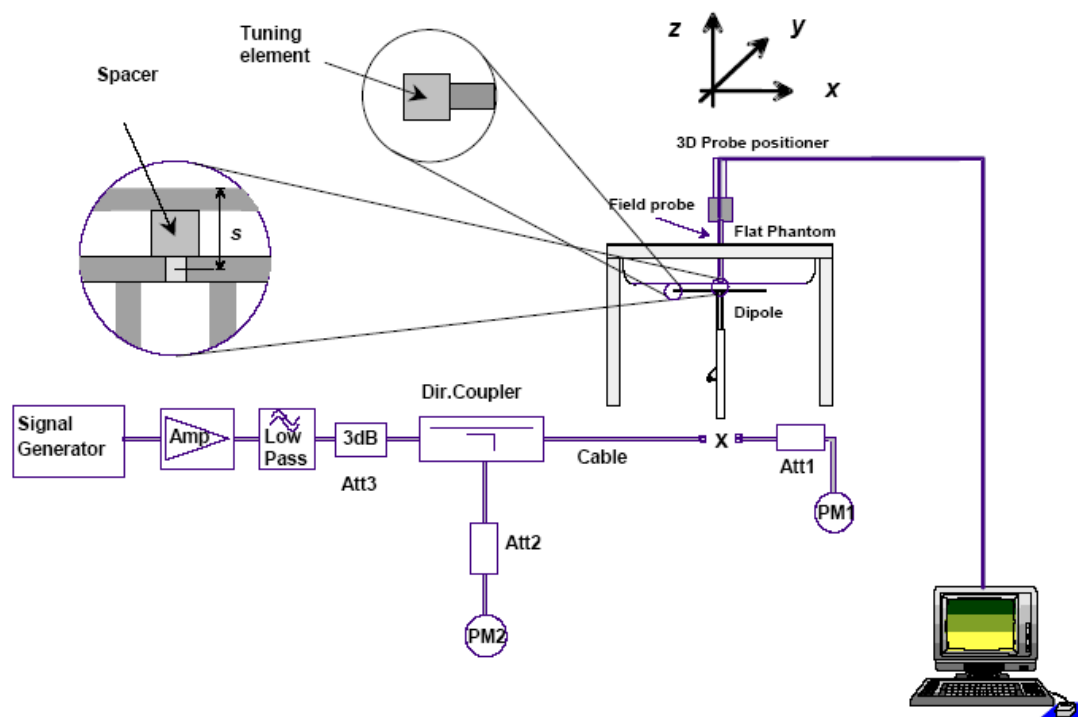 Tuning
element
z
y
x
Spacer
3D Probe positioner
Field probe
Flat Phantom
s
Dipole
Dir.Coupler
Signal
Generator
Amp
Low
Pass
3dB
Att3
Cable
X
Att1
PM1
Att2
PM2